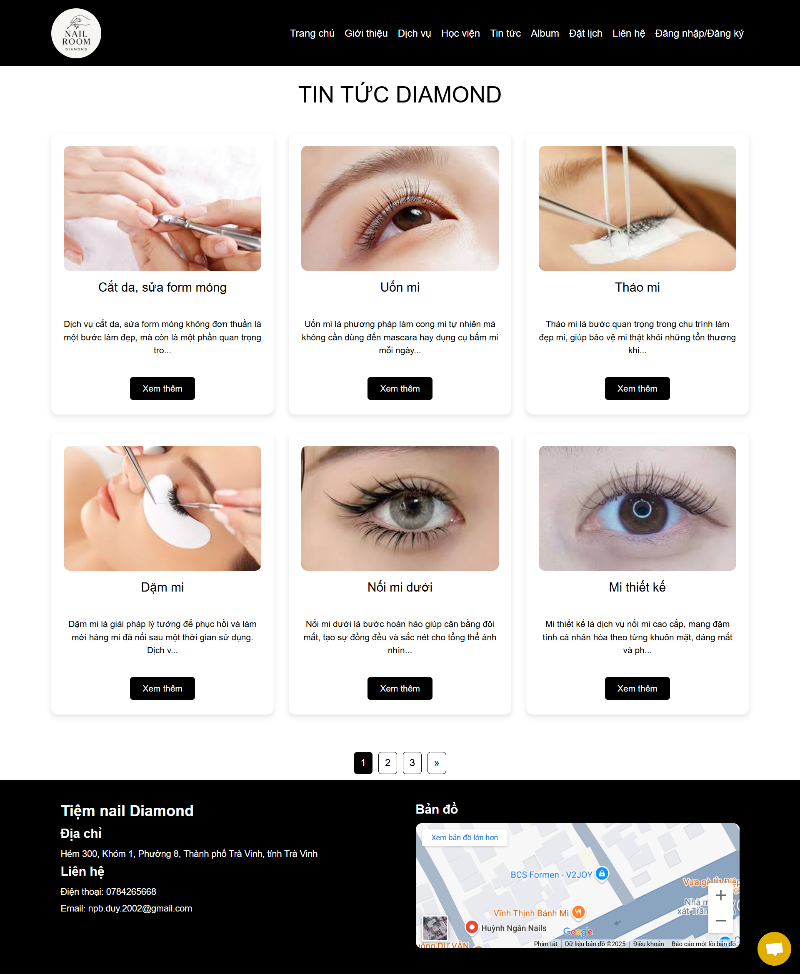 NAIL
ROOM
DIAMOND
Trang chủ Giới thiệu Dịch vụ Học viện Tin tức Album Đặt lịch Liên hệ Đăng nhập/Đăng ký
TIN TỨC DIAMOND
Cắt da, sửa form móng
Dịch vụ cắt da, sửa form móng không đơn thuần là
một bước làm đẹp, mà còn là một phần quan trọng
tro...
Xem thêm
Uốn mi
Uốn mi là phương pháp làm cong mi tự nhiên mà
không cần dùng đến mascara hay dụng cụ bấm mi
mỗi ngày...
Xem thêm
Tháo mi
Tháo mi là bước quan trọng trong chu trình làm
đẹp mi, giúp bảo vệ mi thật khỏi những tổn thương
khi...
Xem thêm
Dặm mi
Dặm mi là giải pháp lý tưởng để phục hồi và làm
mới hàng mi đã nối sau một thời gian sử dụng.
Dịch v...
Xem thêm
Nối mi dưới
Nối mi dưới là bước hoàn hảo giúp cân bằng đôi
mắt, tạo sự đồng đều và sắc nét cho tổng thể ánh
nhìn...
Xem thêm
Mi thiết kế
Mi thiết kế là dịch vụ nối mi cao cấp, mang đậm
tính cá nhân hóa theo từng khuôn mặt, dáng mắt
và ph...
Xem thêm
1 2 3 »
Tiệm nail Diamond
Địa chỉ
Hẻm 300, Khóm 1, Phường 8, Thành phố Trà Vinh, tỉnh Trà Vinh
Liên hệ
Điện thoại: 0784265668
Email: npb.duy.2002@gmail.com
Bản đồ
Xem bản đồ lớn hơn
BCS Formen - V2JOY
Vựa gà Út Diệp
Vĩnh Thịnh Bánh Mì
Nhà m
xát Trần
Huỳnh Ngân Nails
Google
ÔNG DƯ VĂN
Phím tắt Dữ liệu bản đồ ©2025 Điều khoản Báo cáo một lỗi bản đồ